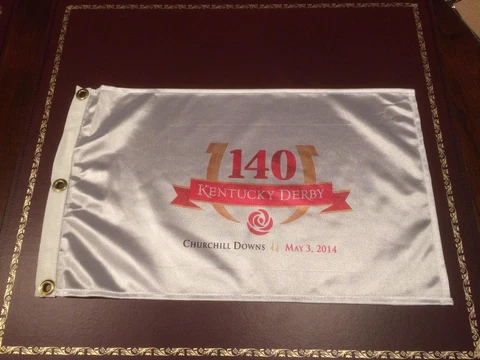 140
KENTUCKY DERBY
CHURCHILL DOWNS MAY 3, 2014